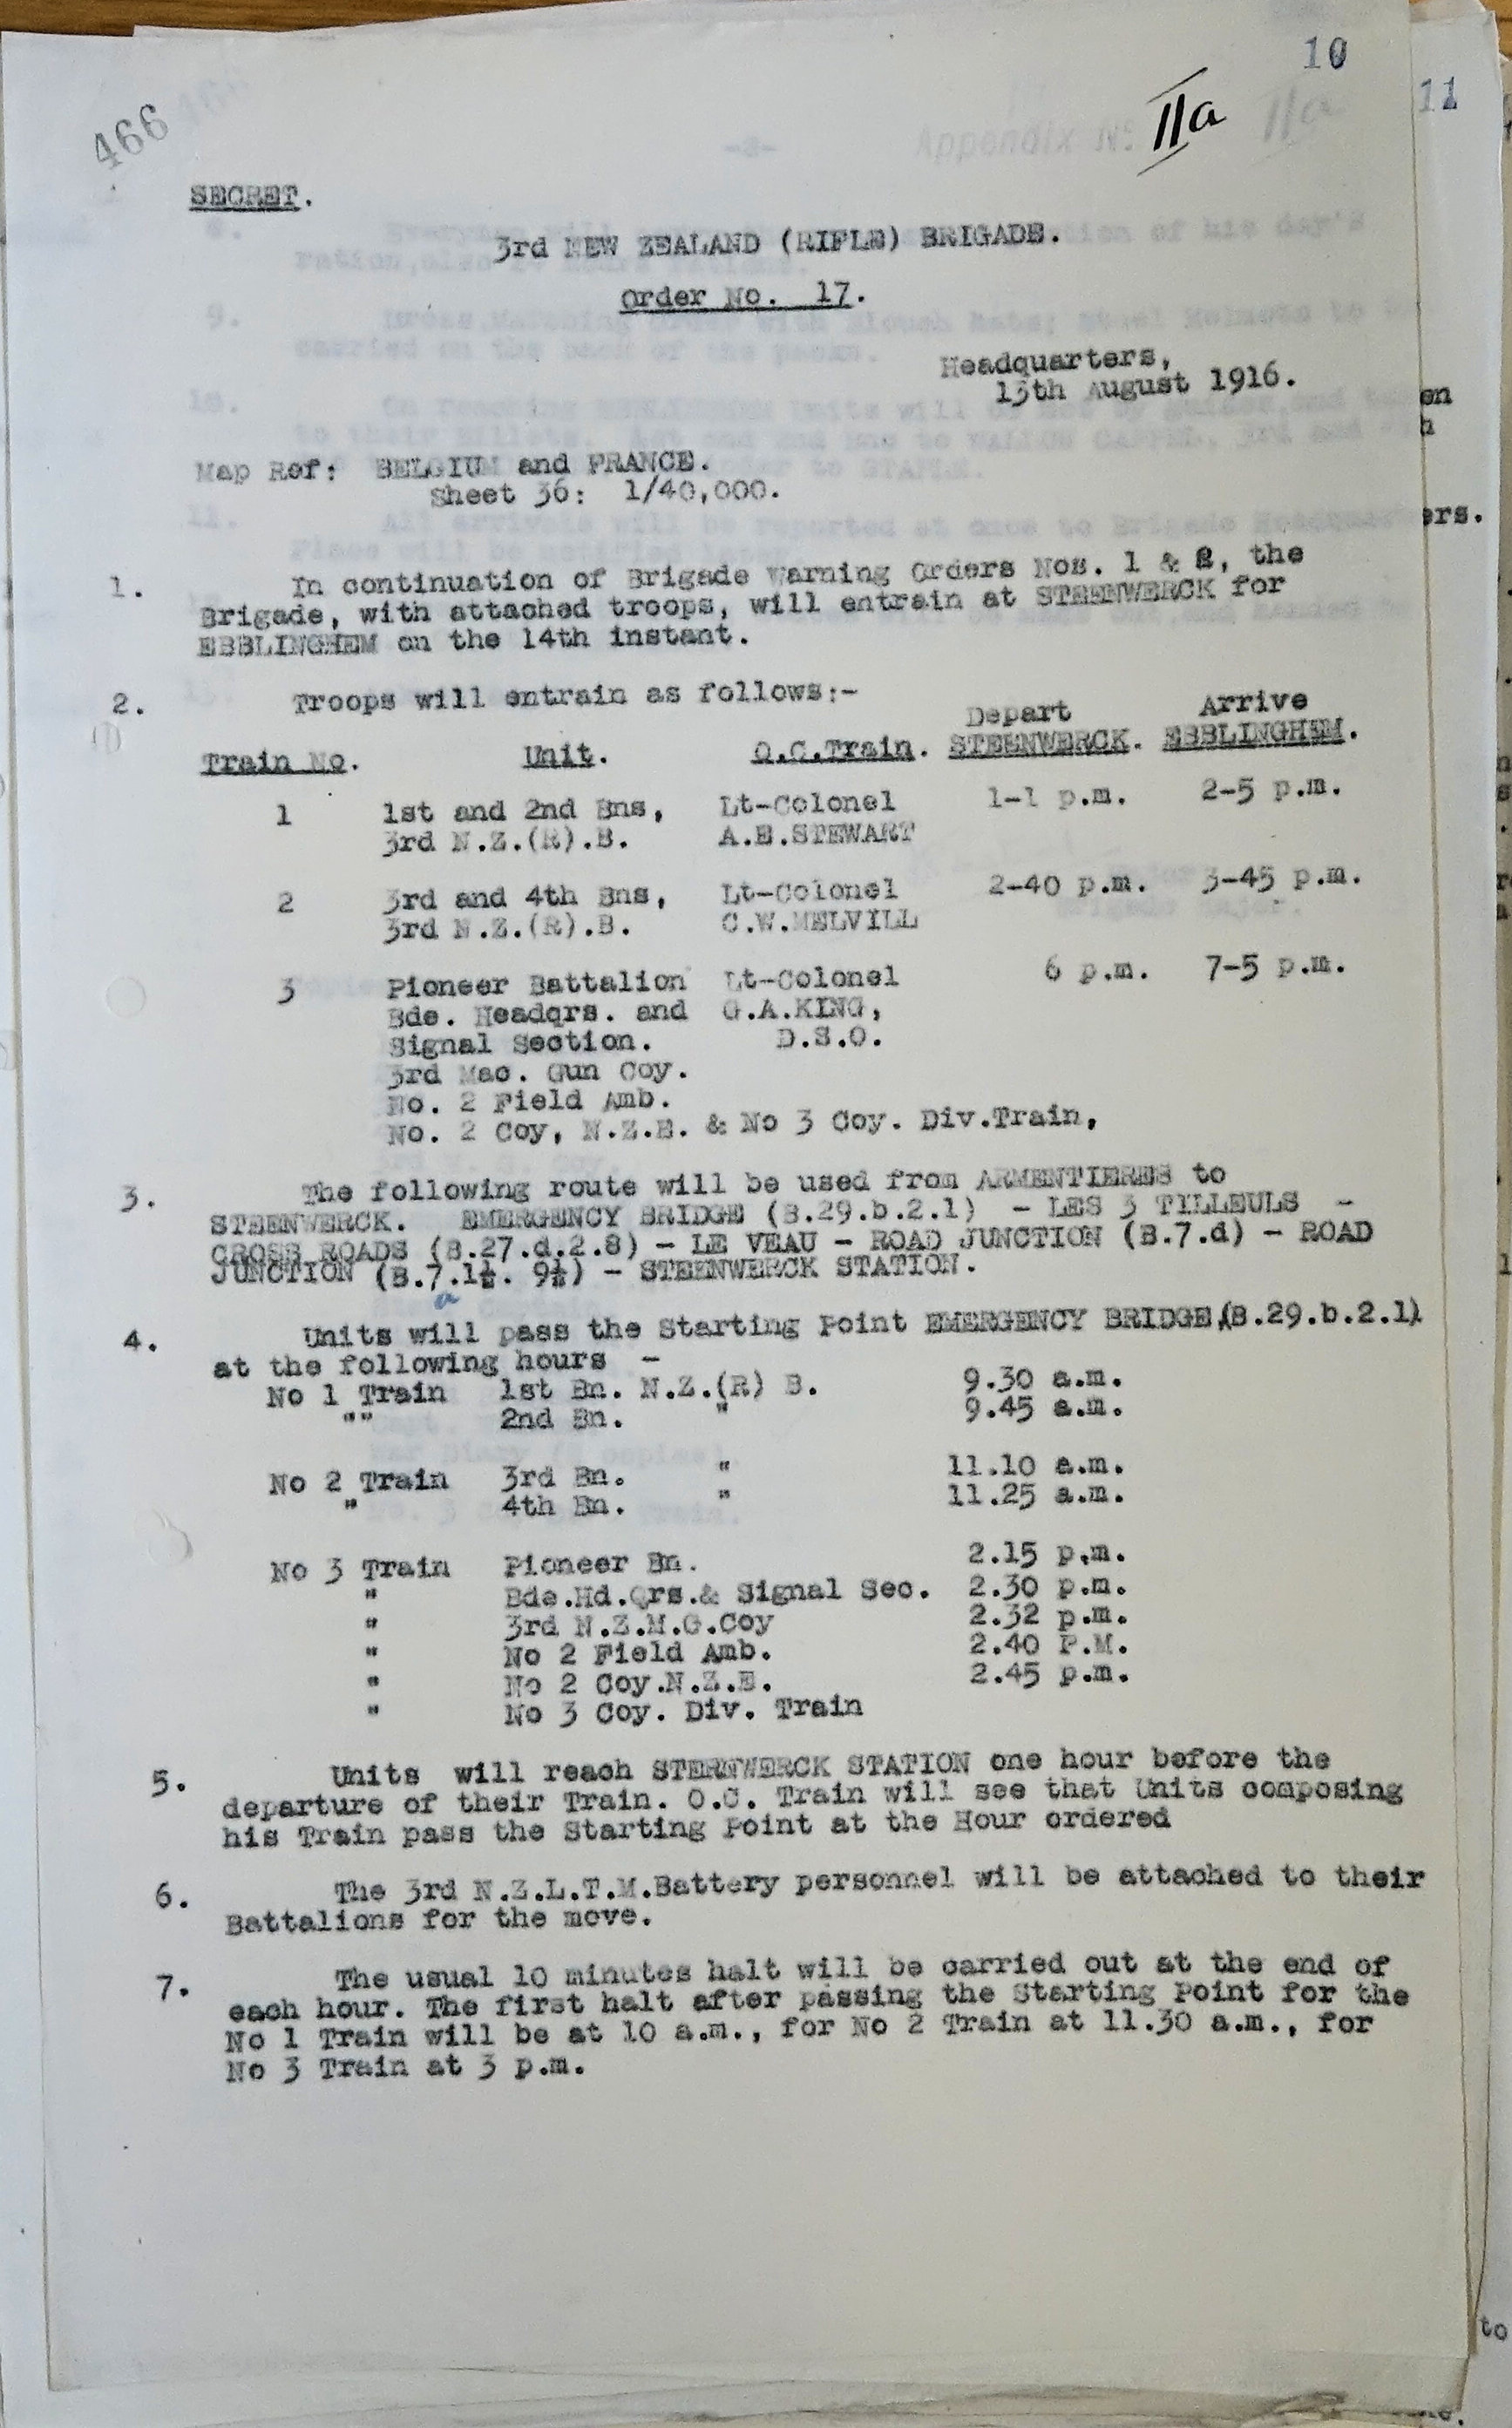 10
11
466
IIa
SECRET.
3rd NEW ZEALAND (RIFLE) BRIGADE.
Order No. 17.
Headquarters,
13th August 1916.
Map Ref: BELGIUM and FRANCE.
Sheet 36: 1/40,000.
1. In continuation of Brigade Warning Orders Nos. 1 & 2, the
Brigade, with attached troops, will entrain at STEENWERCK for
EBBLINGHEM on the 14th instant.
2. Troops will entrain as follows:-
Depart Arrive
Train No. Unit. O.C.Train. STEENWERCK. EBBLINGHEM.
1 1st and 2nd Bns, Lt-Colonel 1-1 p.m. 2-5 p.m.
3rd N.Z.(R).B. A.E.STEWART
2 3rd and 4th Bns, Lt-Colonel 2-40 p.m. 3-45 p.m.
3rd N.Z.(R).B. C.W.MELVILL
3 Pioneer Battalion Lt-Colonel 6 p.m. 7-5 p.m.
Bde. Headqrs. and G.A.KING,
Signal Section. D.S.O.
3rd Mac. Gun Coy.
No. 2 Field Amb.
No. 2 Coy, N.Z.E. & No 3 Coy. Div.Train,
3. The following route will be used from ARMENTIERES to
STEENWERCK. EMERGENCY BRIDGE (B.29.b.2.1) - LES 3 TILLEULS -
CROSS ROADS (B.27.d.2.8) - LE VEAU - ROAD JUNCTION (B.7.d) - ROAD
JUNCTION (B.7.1½. 9½) - STEENWERCK STATION.
a
4. Units will pass the Starting Point EMERGENCY BRIDGE (B.29.b.2.1)
at the following hours -
No 1 Train 1st Bn. N.Z.(R) B. 9.30 a.m.
"" 2nd Bn. " 9.45 a.m.
No 2 Train 3rd Bn. " 11.10 a.m.
" 4th Bn. " 11.25 a.m.
No 3 Train Pioneer Bn. 2.15 p.m.
" Bde.Hd.Qrs.& Signal Sec. 2.30 p.m.
" 3rd N.Z.M.G.Coy 2.32 p.m.
" No 2 Field Amb. 2.40 P.M.
" No 2 Coy.N.Z.E. 2.45 p.m.
" No 3 Coy. Div. Train
5. Units will reach STEENWERCK STATION one hour before the
departure of their Train. O.C. Train will see that Units composing
his Train pass the Starting Point at the Hour ordered
6. The 3rd N.Z.L.T.M.Battery personnel will be attached to their
Battalions for the move.
7. The usual 10 minutes halt will be carried out at the end of
each hour. The first halt after passing the Starting Point for the
No 1 Train will be at 10 a.m., for No 2 Train at 11.30 a.m., for
No 3 Train at 3 p.m.